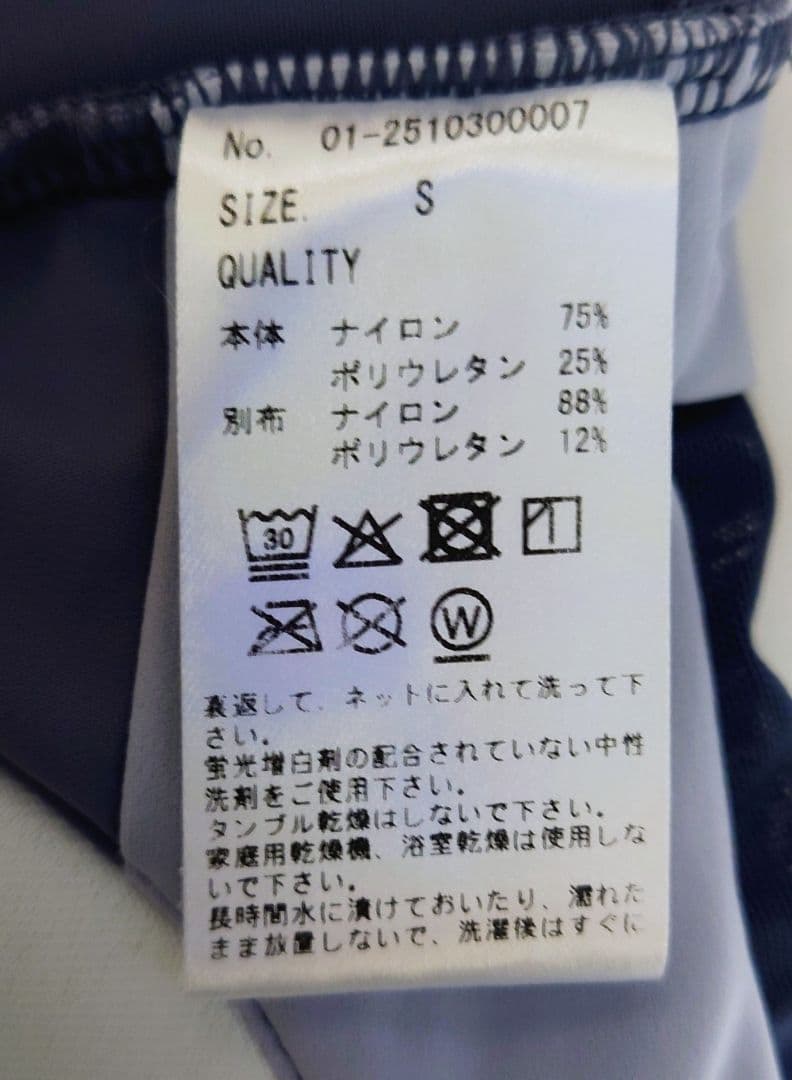 No. 01-2510300007
SIZE. S
QUALITY
本体 ナイロン 75%
ポリウレタン 25%
別布 ナイロン 88%
ポリウレタン 12%
30
W
裏返して、ネットに入れて洗って下
さい。
蛍光増白剤の配合されていない中性
洗剤をご使用下さい。
タンブル乾燥はしないで下さい。
家庭用乾燥機、浴室乾燥は使用しな
いで下さい。
長時間水に漬けておいたり、濡れた
まま放置しないで、洗濯後はすぐに